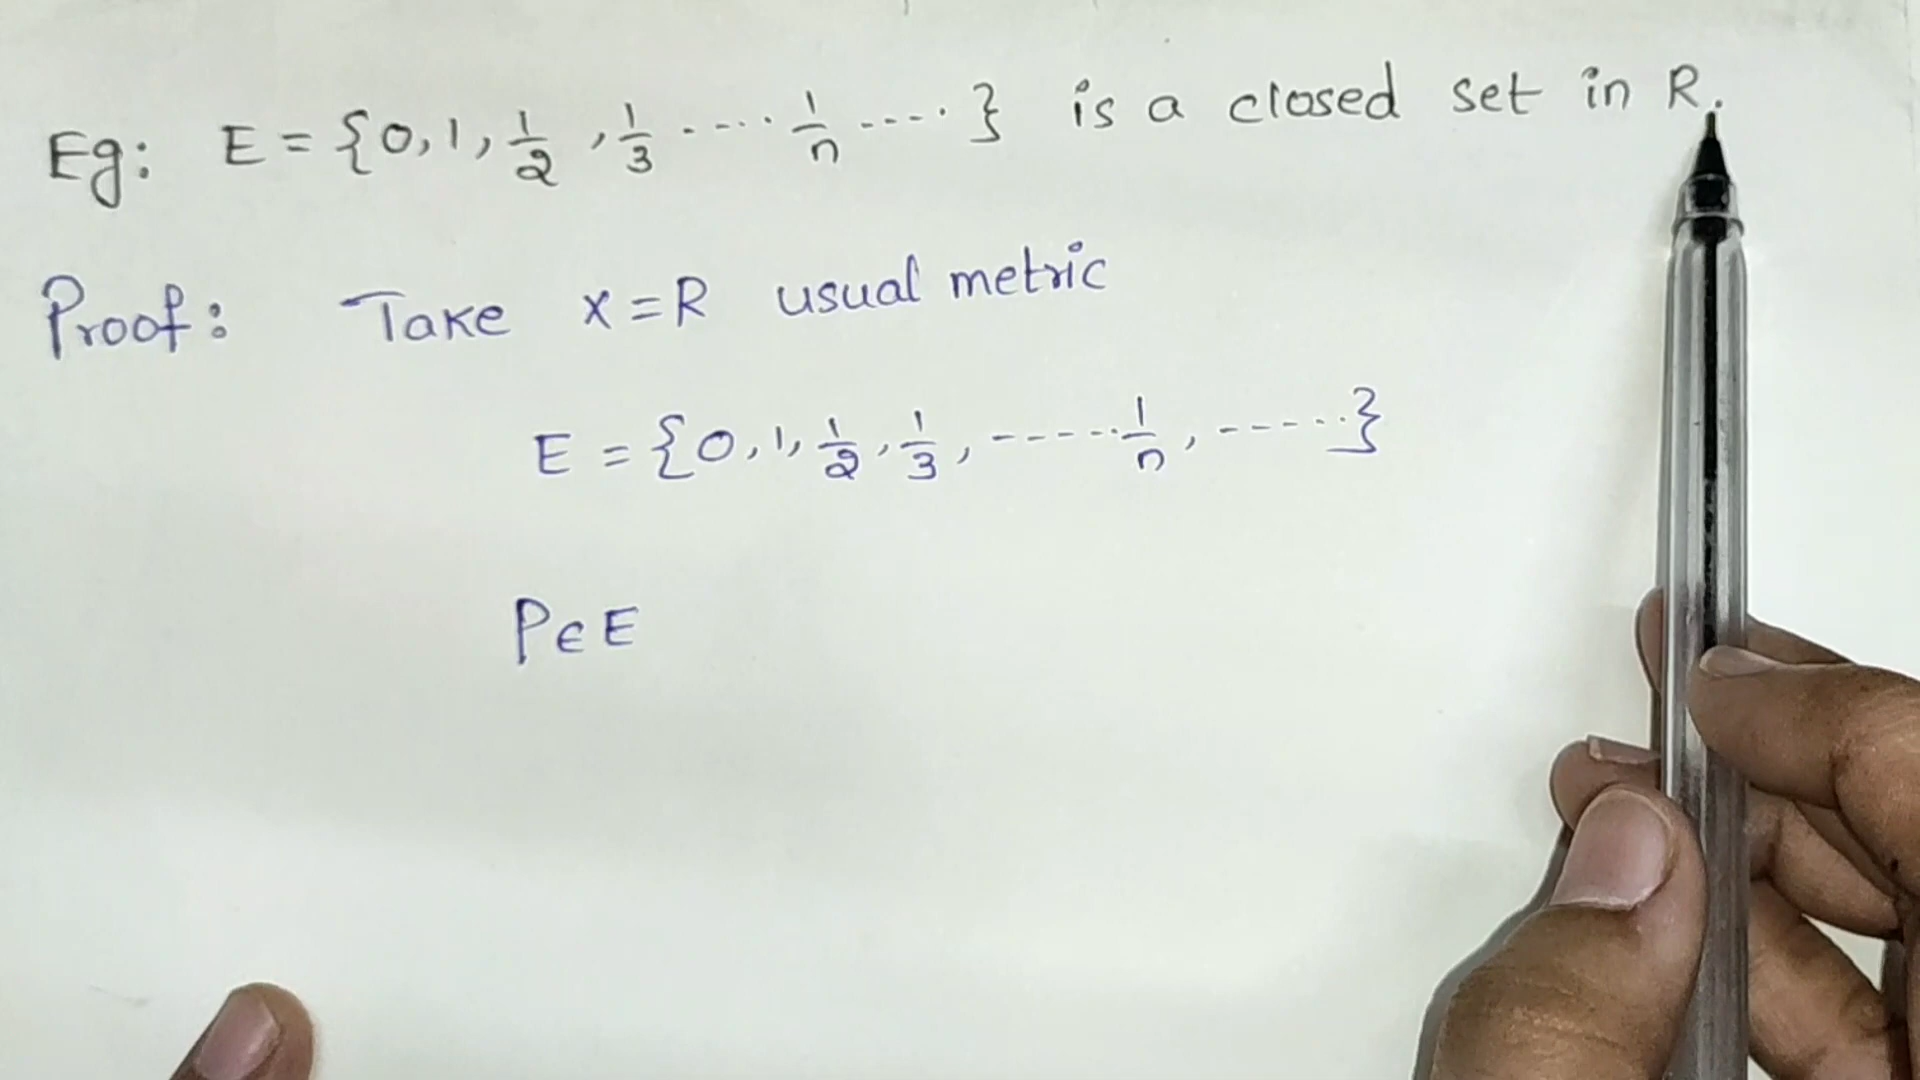 Eg: E = {0, 1, 1/2, 1/3 ---- 1/n ----} is a closed set in R.
Proof: Take X = R usual metric
E = {0, 1, 1/2, 1/3, ----- 1/n, -----}
P ∈ E